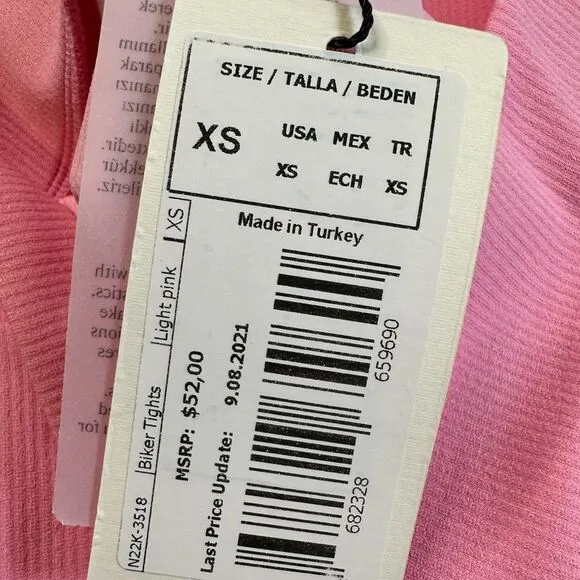 SIZE / TALLA / BEDEN
XS
USA MEX TR
XS ECH XS
Made in Turkey
N22K-3518 | Biker Tights | Light pink | XS
MSRP: $52,00
Last Price Update: 9.08.2021
659690
682328